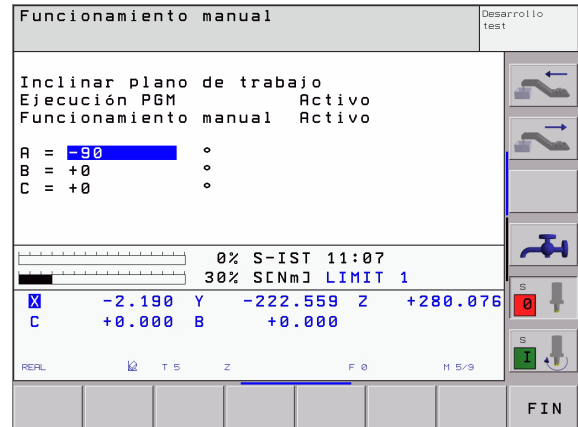 Funcionamiento manual
Desarrollo
test
Inclinar plano de trabajo
Ejecución PGM Activo
Funcionamiento manual Activo
A = -90 °
B = +0 °
C = +0 °
0% S-IST 11:07
30% S[Nm] LIMIT 1
X -2.190 Y -222.559 Z +280.076
C +0.000 B +0.000
REAL T 5 Z F 0 M 5/9
S
0
S
I
FIN